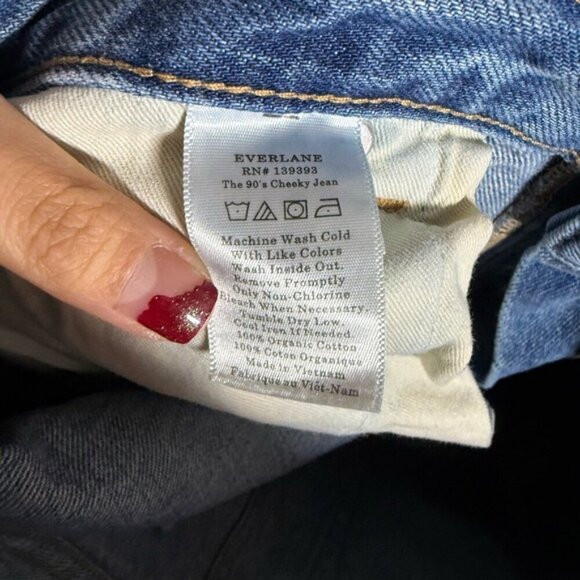 EVERLANE
RN# 139393
The 90's Cheeky Jean
Machine Wash Cold
With Like Colors
Wash Inside Out.
Remove Promptly
Only Non-Chlorine
Bleach When Necessary.
Tumble Dry Low.
Cool Iron If Needed
100% Organic Cotton
100% Coton Organique
Made in Vietnam
Fabriqué au Viêt-Nam